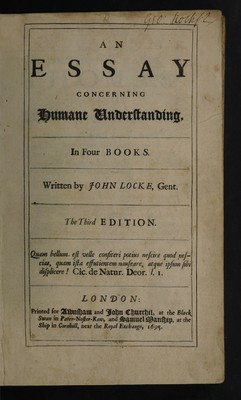 AN
ESSAY
CONCERNING
Humane Understanding.
In Four BOOKS.
Written by JOHN LOCKE, Gent.
The Third EDITION.
Quam bellum est velle confiteri potius nescire quod nes-
cias, quam ista effutientem nauseare, atque ipsum sibi
displicere! Cic. de Natur. Deor. l. 1.
LONDON:
Printed for Awnsham and John Churchil, at the Black
Swan in Pater-Noster-Row, and Samuel Manship, at the
Ship in Cornhill, near the Royal Exchange, 1695.